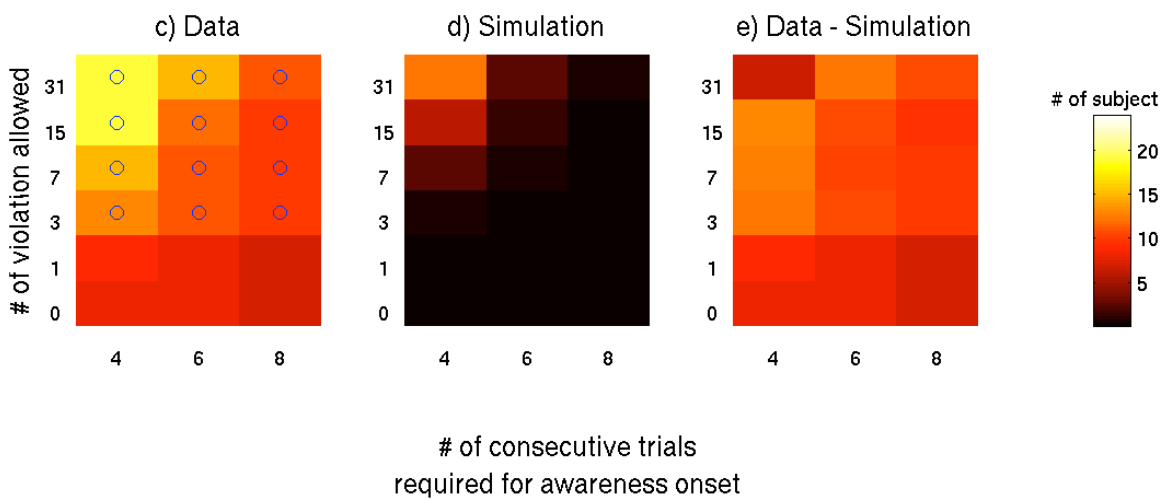 c) Data
d) Simulation
e) Data - Simulation
# of violation allowed
31
15
7
3
1
0
4 6 8
31
15
7
3
1
0
4 6 8
31
15
7
3
1
0
4 6 8
# of subject
20
15
10
5
# of consecutive trials
required for awareness onset